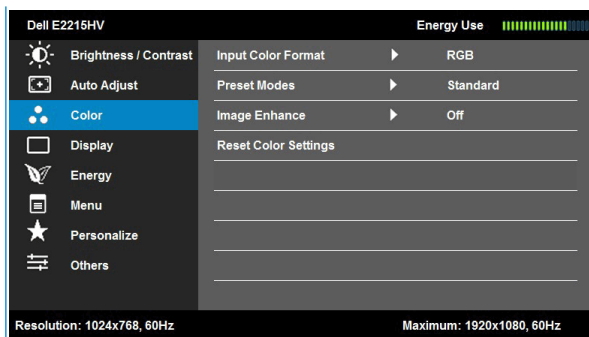 Dell E2215HV Energy Use
Brightness / Contrast Input Color Format RGB
Auto Adjust Preset Modes Standard
Color Image Enhance Off
Display Reset Color Settings
Energy
Menu
Personalize
Others
Resolution: 1024x768, 60Hz Maximum: 1920x1080, 60Hz